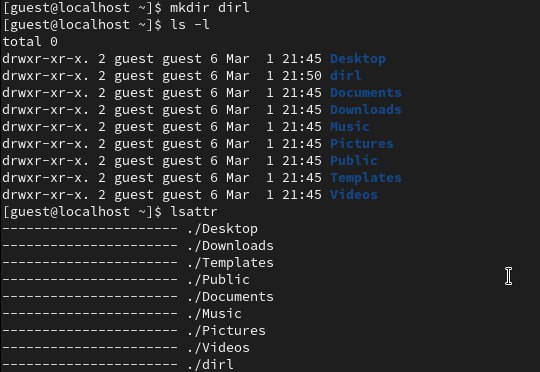 [guest@localhost ~]$ mkdir dirl
[guest@localhost ~]$ ls -l
total 0
drwxr-xr-x. 2 guest guest 6 Mar  1 21:45 Desktop
drwxr-xr-x. 2 guest guest 6 Mar  1 21:50 dirl
drwxr-xr-x. 2 guest guest 6 Mar  1 21:45 Documents
drwxr-xr-x. 2 guest guest 6 Mar  1 21:45 Downloads
drwxr-xr-x. 2 guest guest 6 Mar  1 21:45 Music
drwxr-xr-x. 2 guest guest 6 Mar  1 21:45 Pictures
drwxr-xr-x. 2 guest guest 6 Mar  1 21:45 Public
drwxr-xr-x. 2 guest guest 6 Mar  1 21:45 Templates
drwxr-xr-x. 2 guest guest 6 Mar  1 21:45 Videos
[guest@localhost ~]$ lsattr
---------------------- ./Desktop
---------------------- ./Downloads
---------------------- ./Templates
---------------------- ./Public
---------------------- ./Documents
---------------------- ./Music
---------------------- ./Pictures
---------------------- ./Videos
---------------------- ./dirl